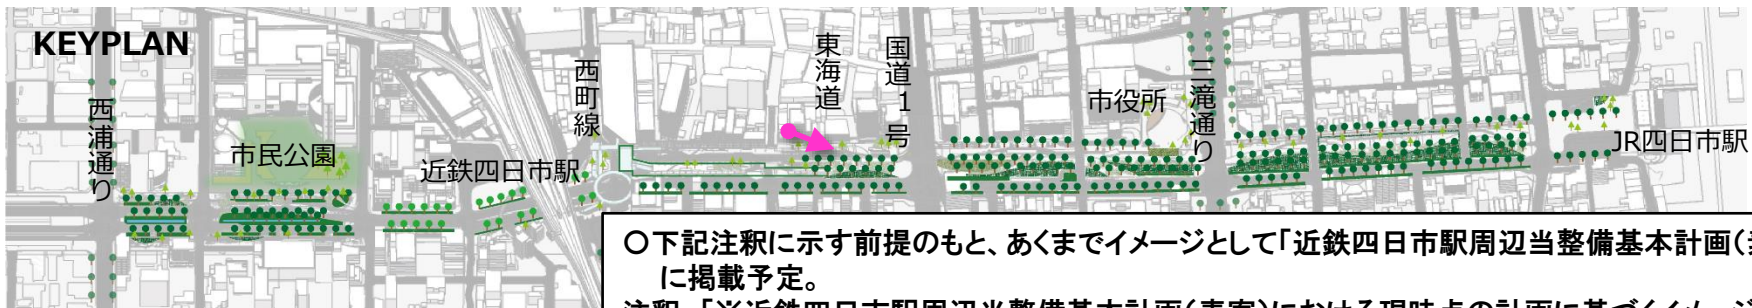 KEYPLAN
西浦通り
市民公園
近鉄四日市駅
西町線
東海道
国道1号
市役所
三滝通り
JR四日市駅
〇下記注釈に示す前提のもと、あくまでイメージとして「近鉄四日市駅周辺当整備基本計画（
に掲載予定。